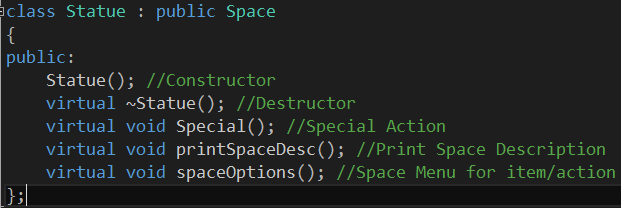 class Statue : public Space
{
public:
    Statue(); //Constructor
    virtual ~Statue(); //Destructor
    virtual void Special(); //Special Action
    virtual void printSpaceDesc(); //Print Space Description
    virtual void spaceOptions(); //Space Menu for item/action
};